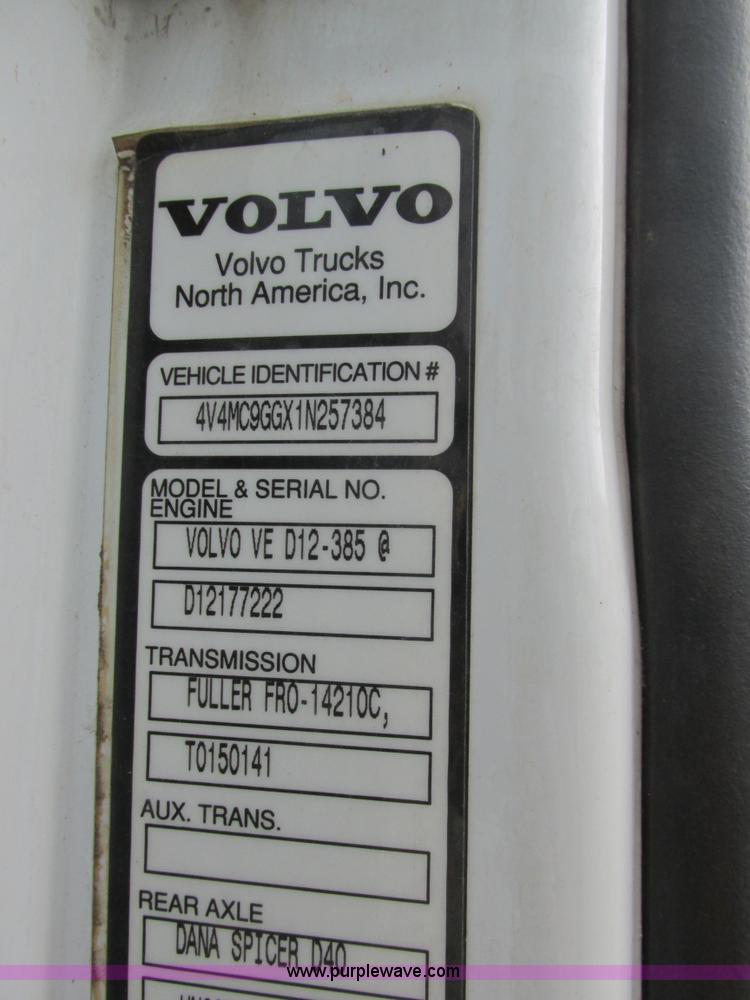 VOLVO
Volvo Trucks
North America, Inc.
VEHICLE IDENTIFICATION #
4V4MC9GGX1N257384
MODEL & SERIAL NO.
ENGINE
VOLVO VE D12-385 @
D12177222
TRANSMISSION
FULLER FRO-14210C,
T0150141
AUX. TRANS.
REAR AXLE
DANA SPICER D40
www.purplewave.com